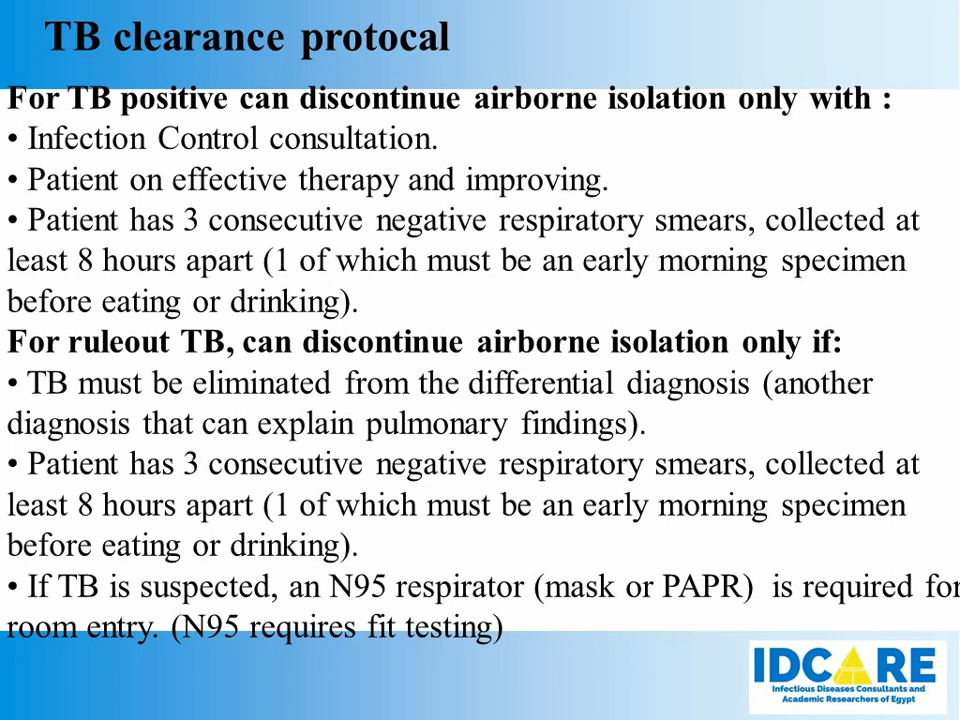 TB clearance protocal
For TB positive can discontinue airborne isolation only with :
• Infection Control consultation.
• Patient on effective therapy and improving.
• Patient has 3 consecutive negative respiratory smears, collected at
least 8 hours apart (1 of which must be an early morning specimen
before eating or drinking).
For ruleout TB, can discontinue airborne isolation only if:
• TB must be eliminated from the differential diagnosis (another
diagnosis that can explain pulmonary findings).
• Patient has 3 consecutive negative respiratory smears, collected at
least 8 hours apart (1 of which must be an early morning specimen
before eating or drinking).
• If TB is suspected, an N95 respirator (mask or PAPR)  is required for
room entry. (N95 requires fit testing)
IDCARE
Infectious Diseases Consultants and
Academic Researchers of Egypt